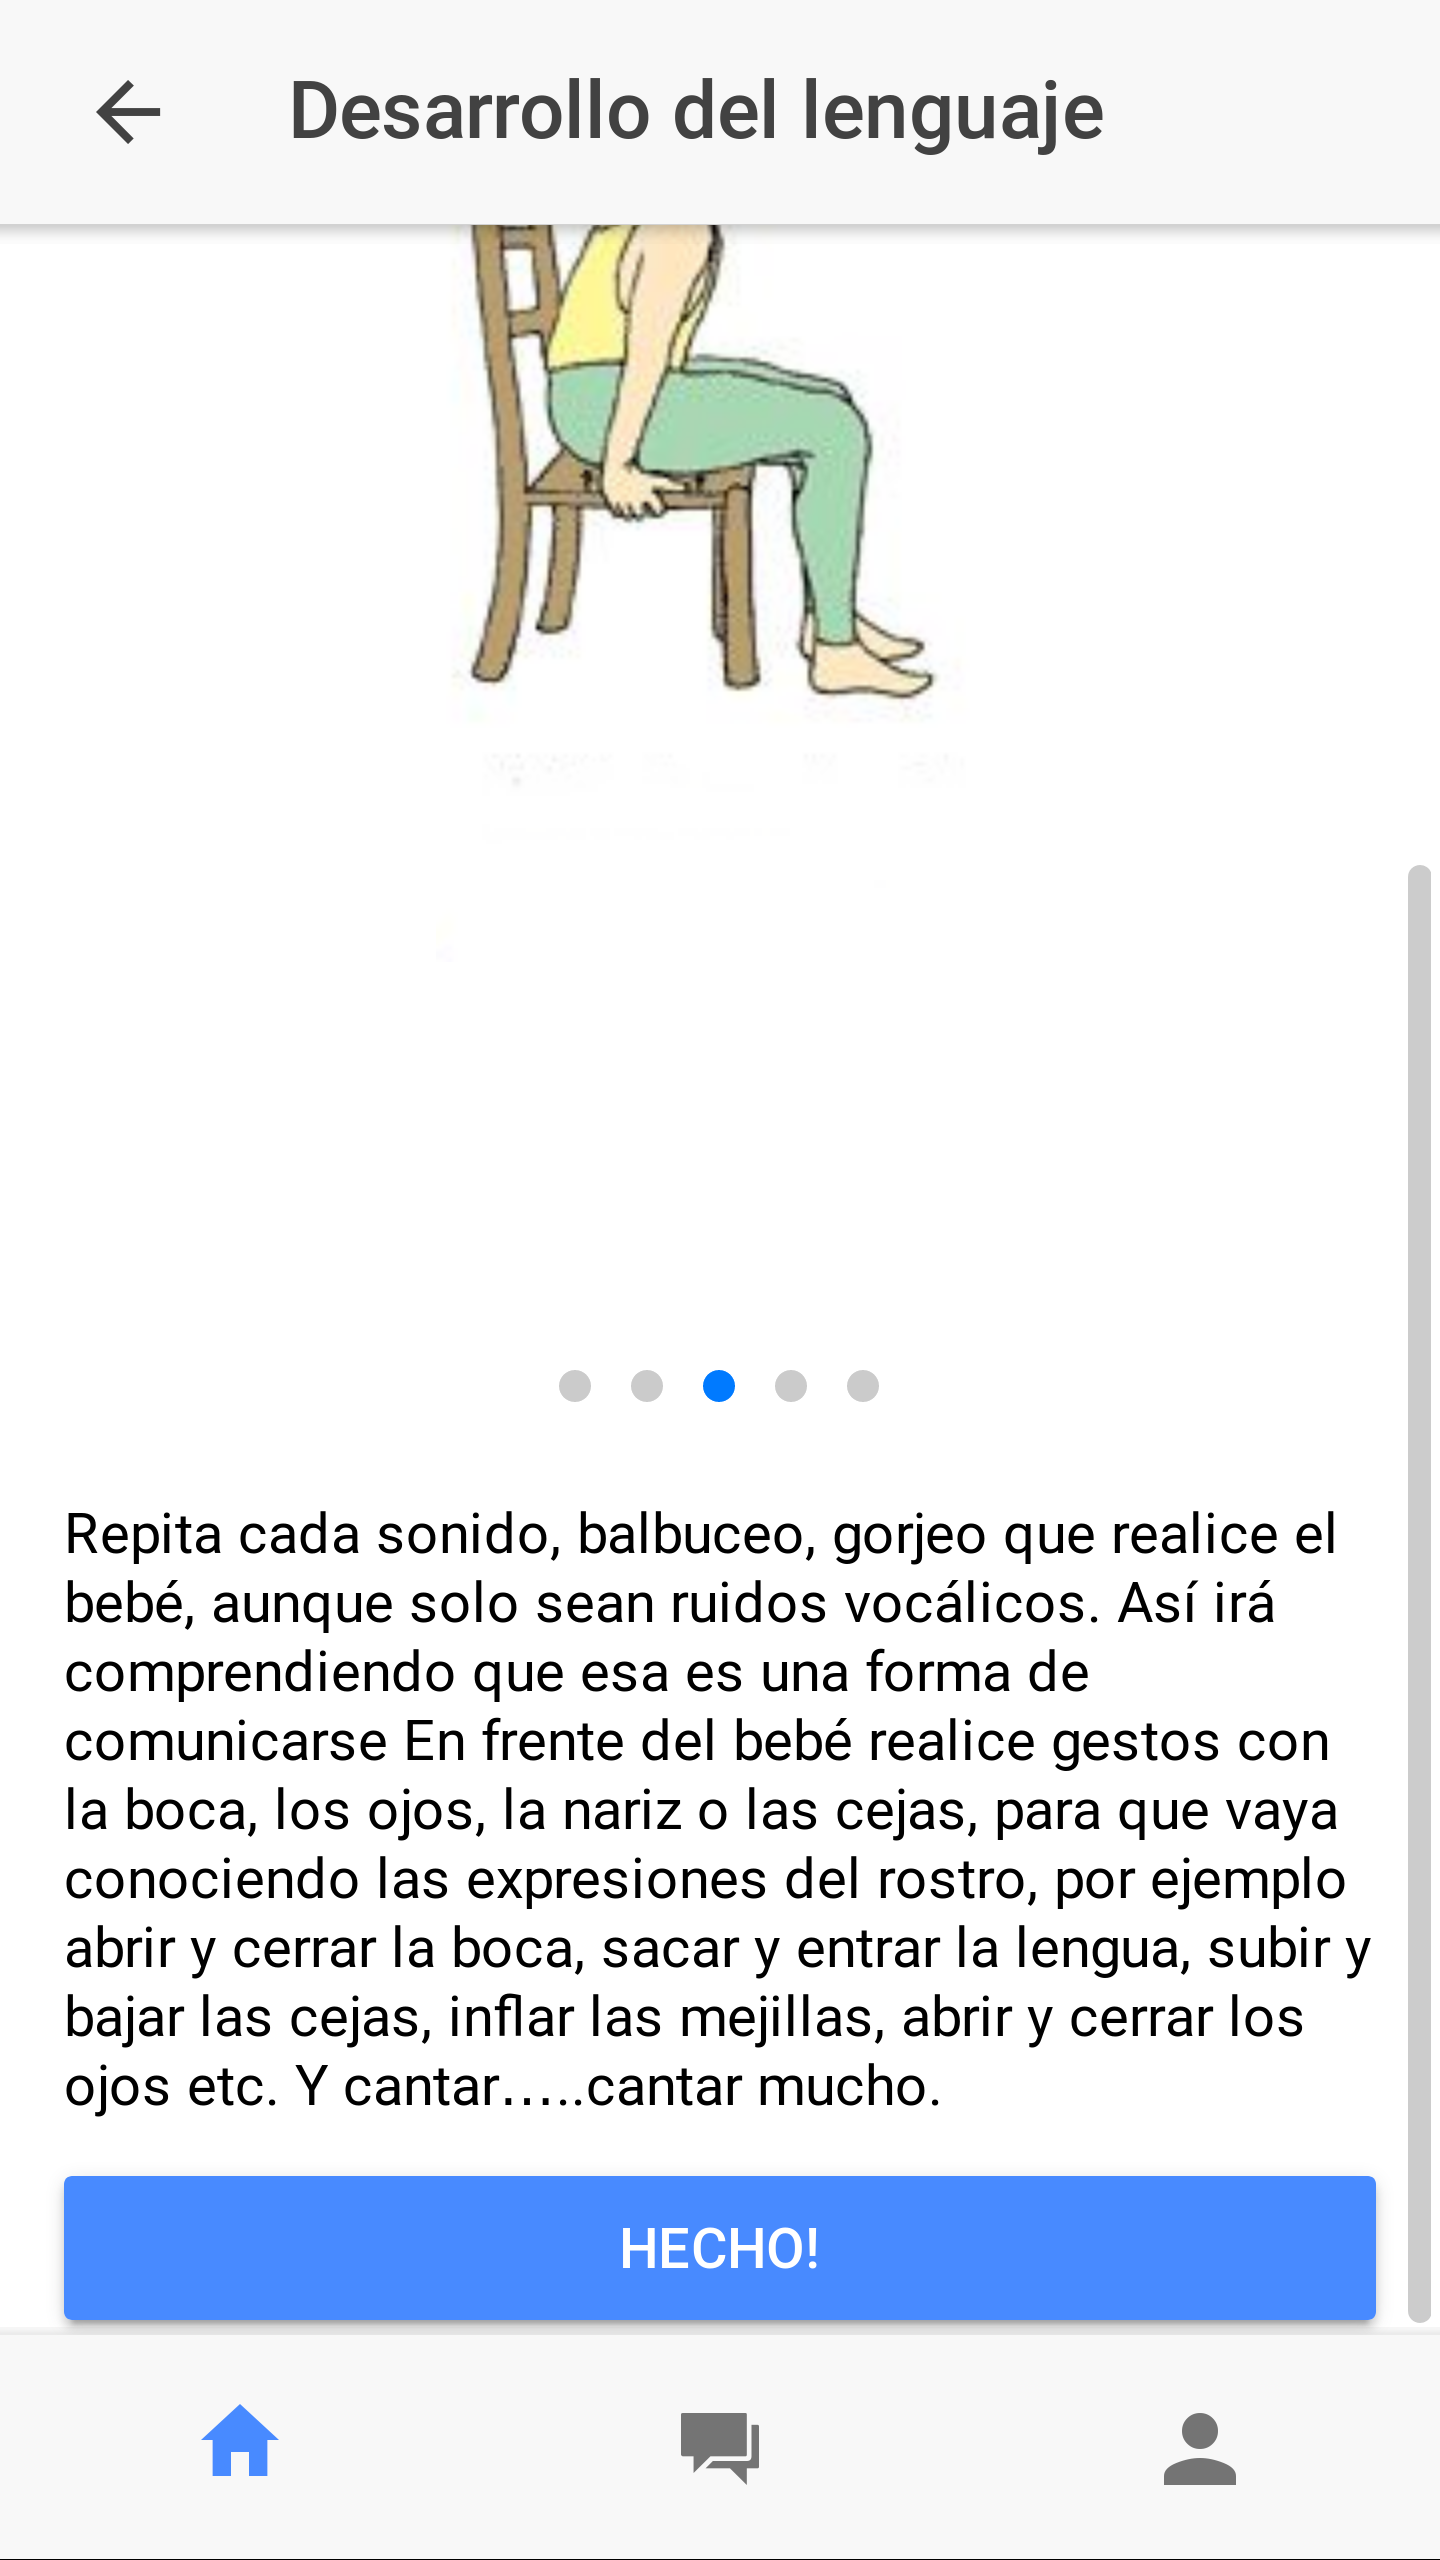 Desarrollo del lenguaje
Repita cada sonido, balbuceo, gorjeo que realice el
bebé, aunque solo sean ruidos vocálicos. Así irá
comprendiendo que esa es una forma de
comunicarse En frente del bebé realice gestos con
la boca, los ojos, la nariz o las cejas, para que vaya
conociendo las expresiones del rostro, por ejemplo
abrir y cerrar la boca, sacar y entrar la lengua, subir y
bajar las cejas, inflar las mejillas, abrir y cerrar los
ojos etc. Y cantar…..cantar mucho.
HECHO!